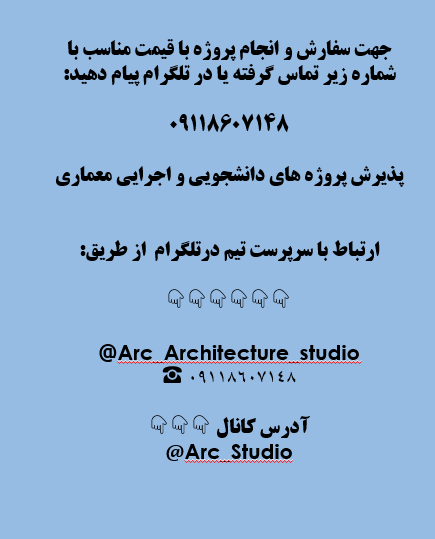 جهت سفارش و انجام پروژه با قیمت مناسب با
شماره زیر تماس گرفته یا در تلگرام پیام دهید:
۰۹۱۱۸۶۰۷۱۴۸
پذیرش پروژه های دانشجویی و اجرایی معماری
ارتباط با سرپرست تیم درتلگرام از طریق:
👇👇👇👇👇👇
@Arc_Architecture_studio
☎ ۰۹۱۱۸۶۰۷۱۴۸
آدرس کانال 👇👇👇
@Arc_Studio